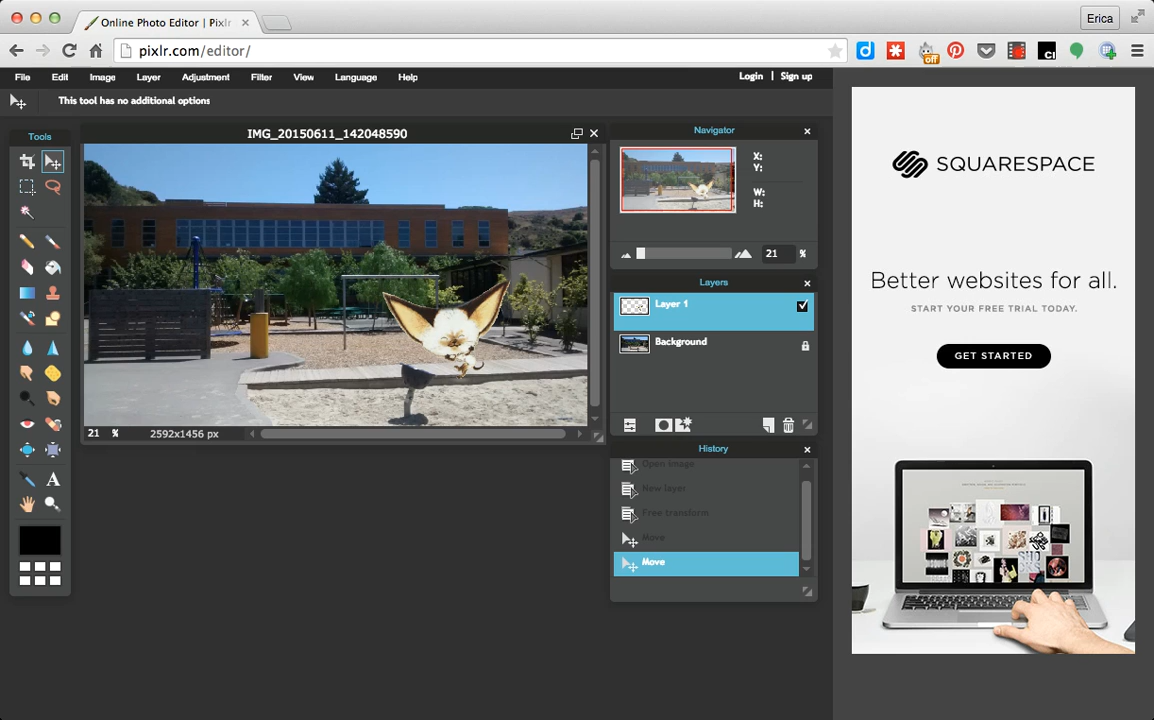 Online Photo Editor | Pixlr
Erica
pixlr.com/editor/
off
File Edit Image Layer Adjustment Filter View Language Help
Login | Sign up
This tool has no additional options
Tools
IMG_20150611_142048590
Navigator
X:
Y:
W:
H:
21 %
Layers
Layer 1
Background
21 % 2592x1456 px
History
Open image
New layer
Free transform
Move
Move
A
SQUARESPACE
Better websites for all.
START YOUR FREE TRIAL TODAY.
GET STARTED